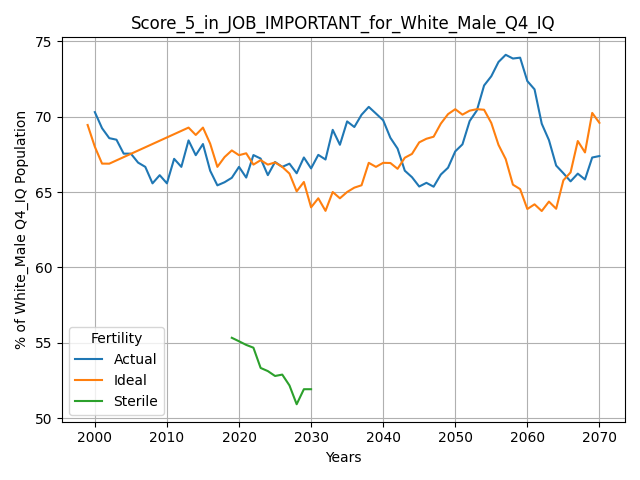 Score_5_in_JOB_IMPORTANT_for_White_Male_Q4_IQ
% of White_Male Q4_IQ Population
75
70
65
60
55
50
Fertility
Actual
Ideal
Sterile
2000 2010 2020 2030 2040 2050 2060 2070
Years